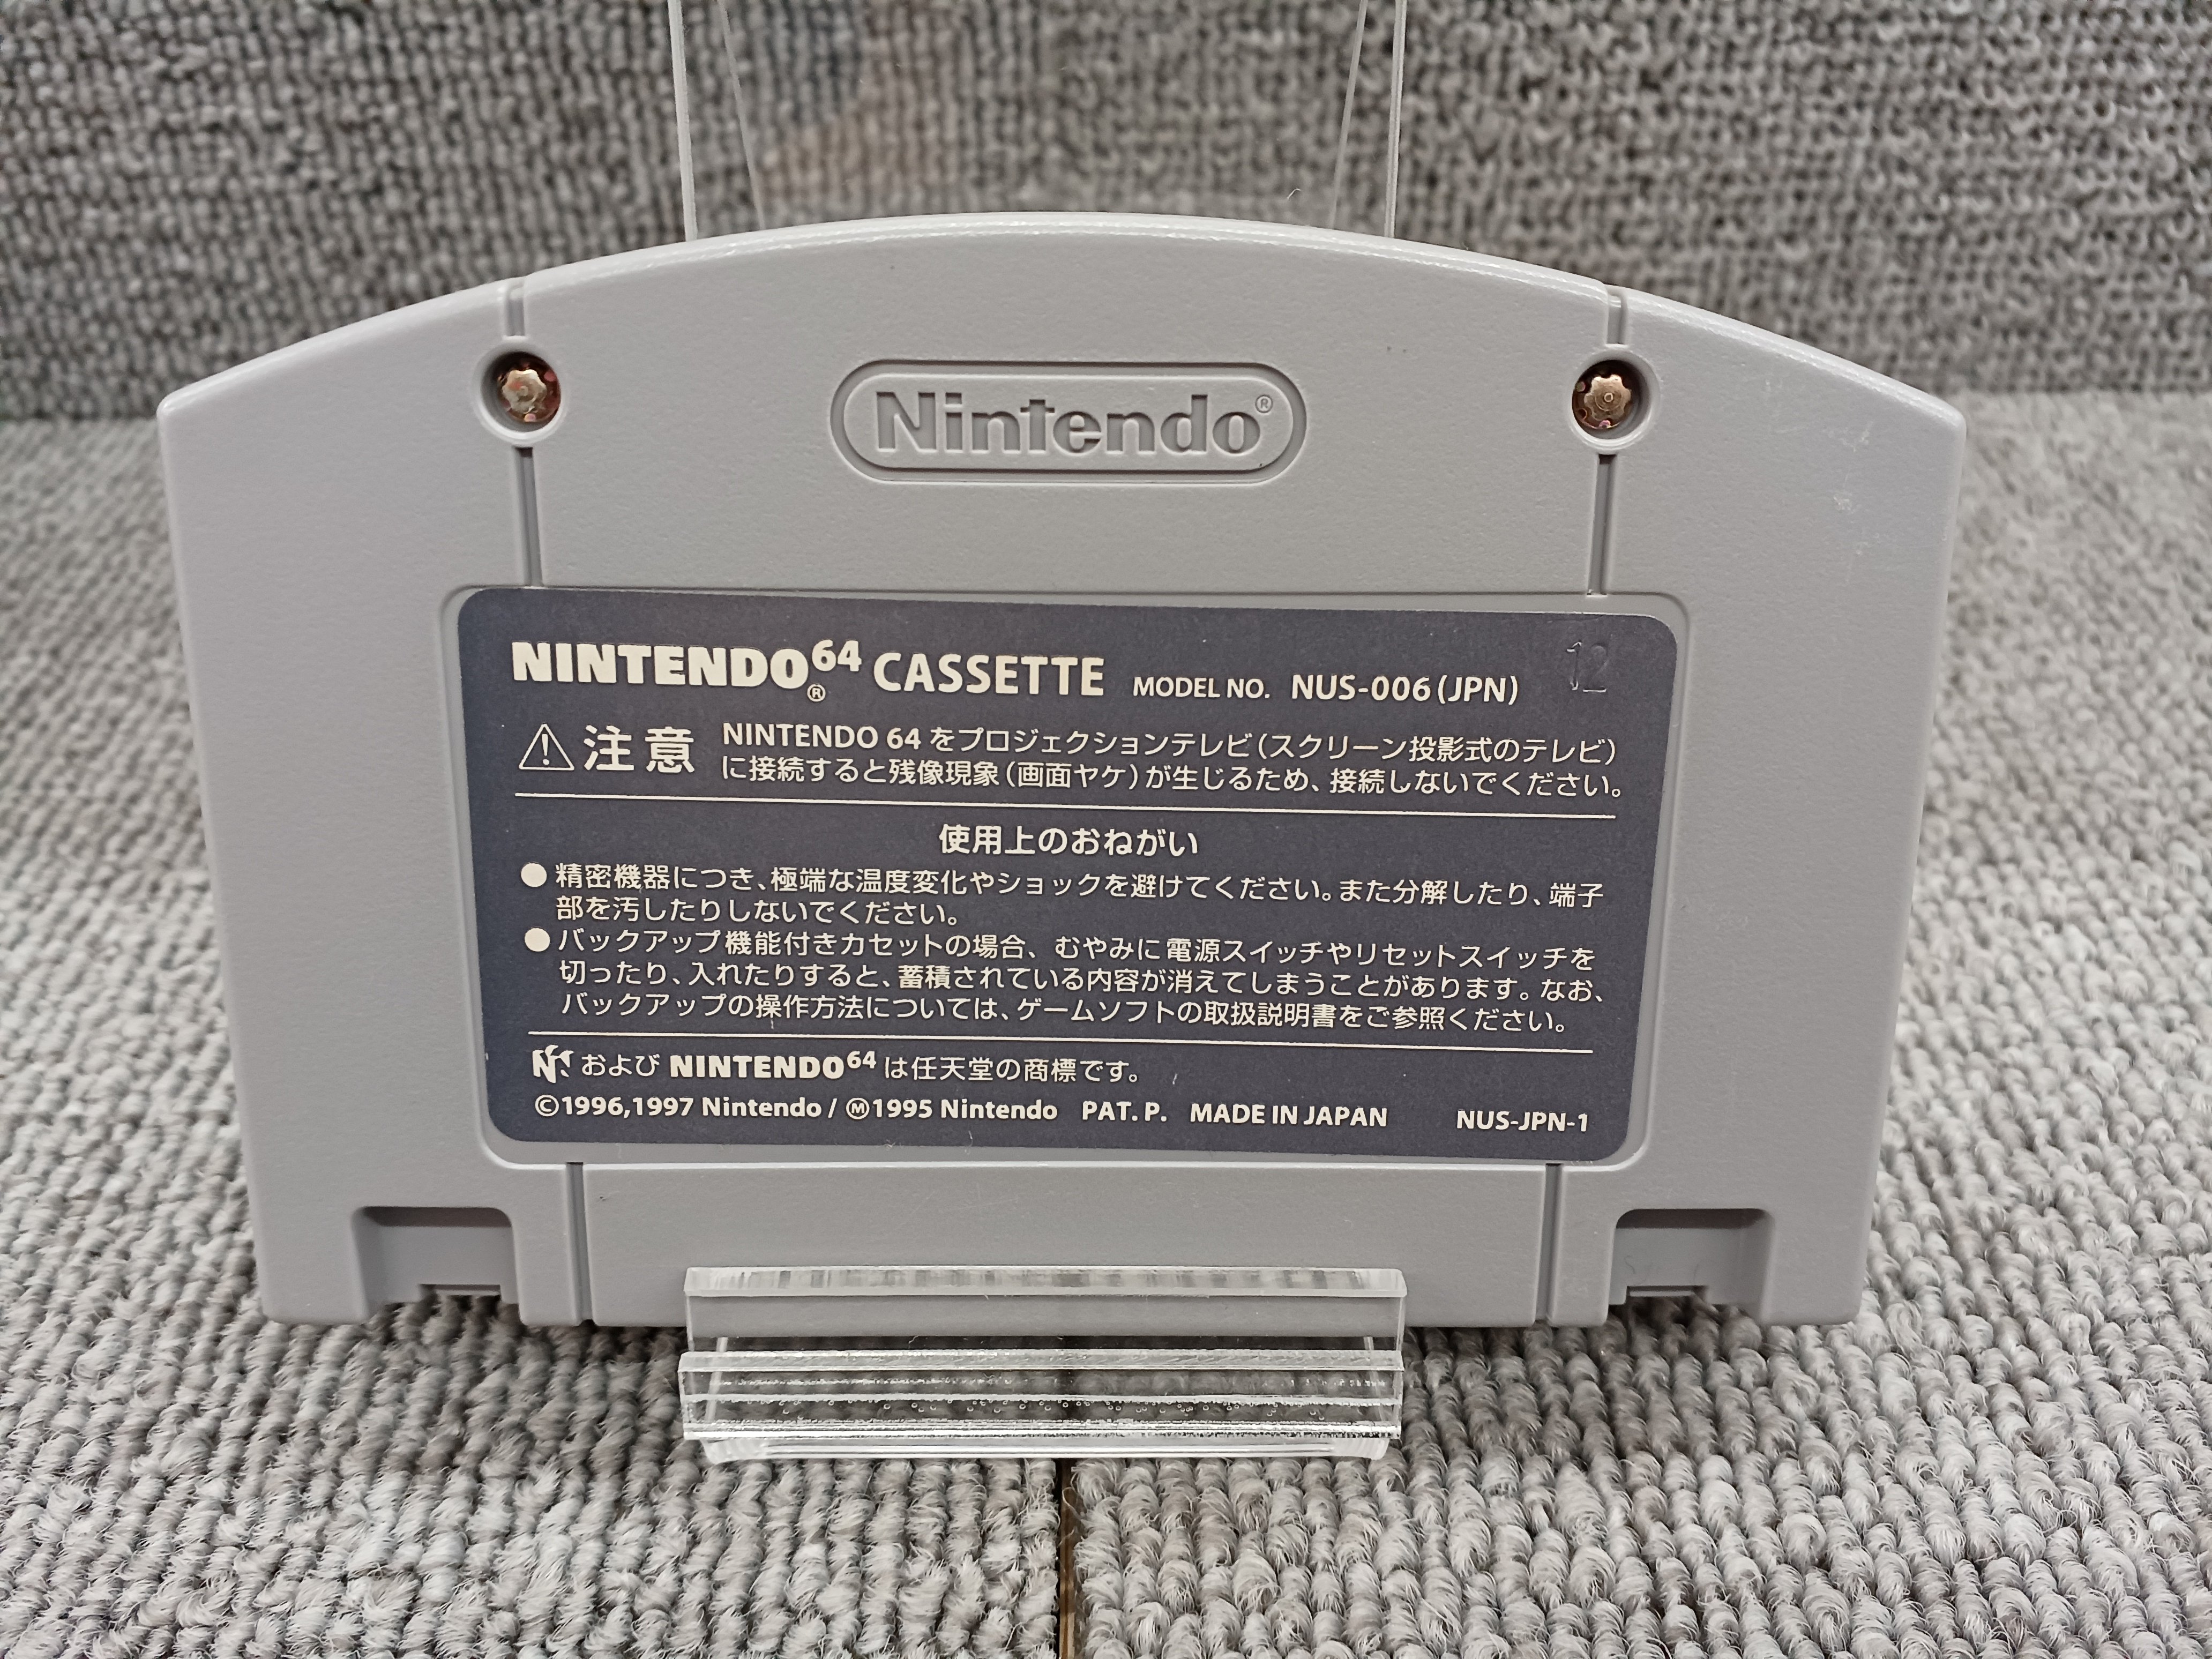 Nintendo®
NINTENDO64® CASSETTE MODEL NO. NUS-006(JPN) 12
⚠注意 NINTENDO 64 をプロジェクションテレビ(スクリーン投影式のテレビ)
に接続すると残像現象(画面ヤケ)が生じるため、接続しないでください。
使用上のおねがい
●精密機器につき、極端な温度変化やショックを避けてください。また分解したり、端子
部を汚したりしないでください。
●バックアップ機能付きカセットの場合、むやみに電源スイッチやリセットスイッチを
切ったり、入れたりすると、蓄積されている内容が消えてしまうことがあります。なお、
バックアップの操作方法については、ゲームソフトの取扱説明書をご参照ください。
N および NINTENDO64 は任天堂の商標です。
©1996,1997 Nintendo / Ⓜ1995 Nintendo PAT. P. MADE IN JAPAN NUS-JPN-1